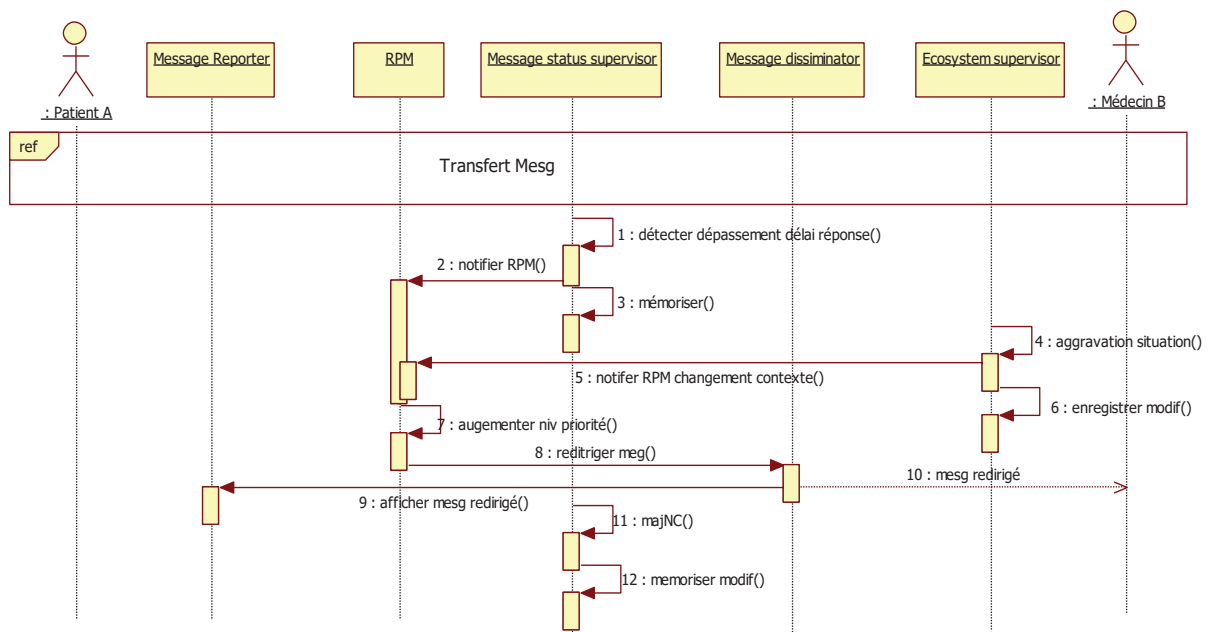 Message Reporter
RPM
Message status supervisor
Message dissiminator
Ecosystem supervisor
: Patient A
: Médecin B
ref
Transfert Mesg
1 : détecter dépassement délai réponse()
2 : notifier RPM()
3 : mémoriser()
4 : aggravation situation()
5 : notifer RPM changement contexte()
6 : enregistrer modif()
7 : augementer niv priorité()
8 : reditriger meg()
9 : afficher mesg redirigé()
10 : mesg redirigé
11 : majNC()
12 : memoriser modif()